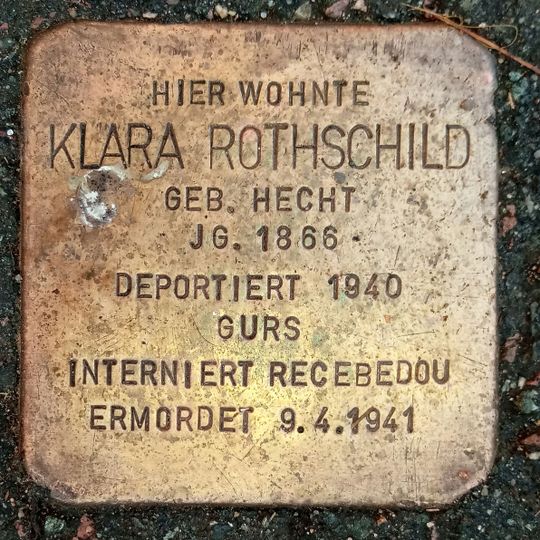 HIER WOHNTE
KLARA ROTHSCHILD
GEB. HECHT
JG. 1866
DEPORTIERT 1940
GURS
INTERNIERT RECEBEDOU
ERMORDET 9.4.1941